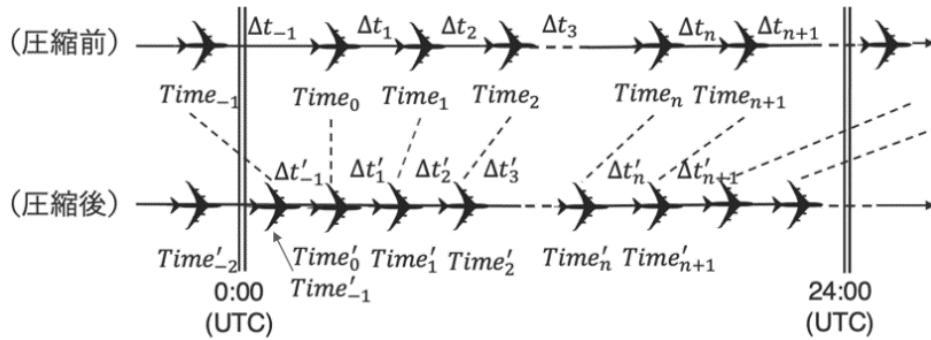 (圧縮前)
Δt₋₁ Δt₁ Δt₂ Δt₃ Δtₙ Δtₙ₊₁
Time₋₁ Time₀ Time₁ Time₂ Timeₙ Timeₙ₊₁
(圧縮後)
Δt′₋₁ Δt′₁ Δt′₂ Δt′₃ Δt′ₙ Δt′ₙ₊₁
Time′₋₂ Time′₀ Time′₁ Time′₂ Time′ₙ Time′ₙ₊₁
Time′₋₁
0:00 24:00
(UTC) (UTC)